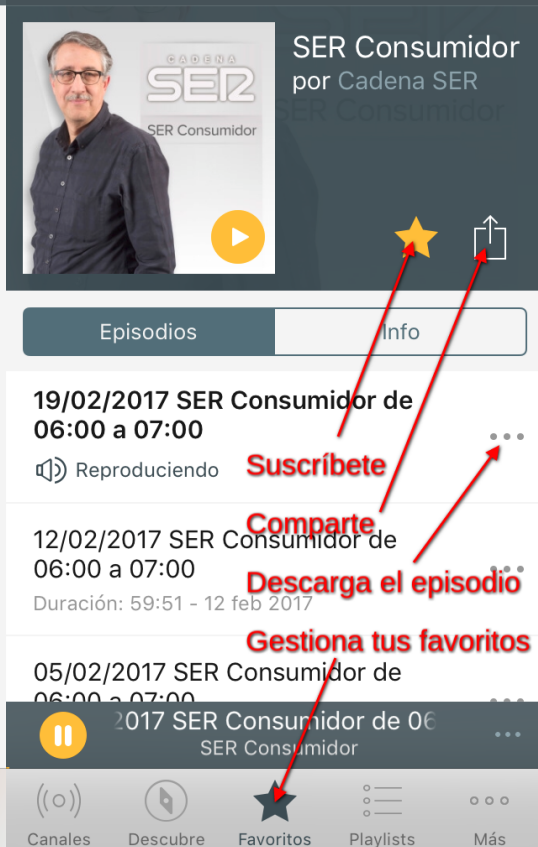 SER Consumidor
por Cadena SER
CADENA
SER
SER Consumidor
SER Consumidor
Episodios
Info
19/02/2017 SER Consumidor de
06:00 a 07:00
Reproduciendo
Suscríbete
Comparte
12/02/2017 SER Consumidor de
06:00 a 07:00
Descarga el episodio
Duración: 59:51 - 12 feb 2017
Gestiona tus favoritos
05/02/2017 SER Consumidor de
06:00 a 07:00
2017 SER Consumidor de 06
SER Consumidor
Canales
Descubre
Favoritos
Playlists
Más